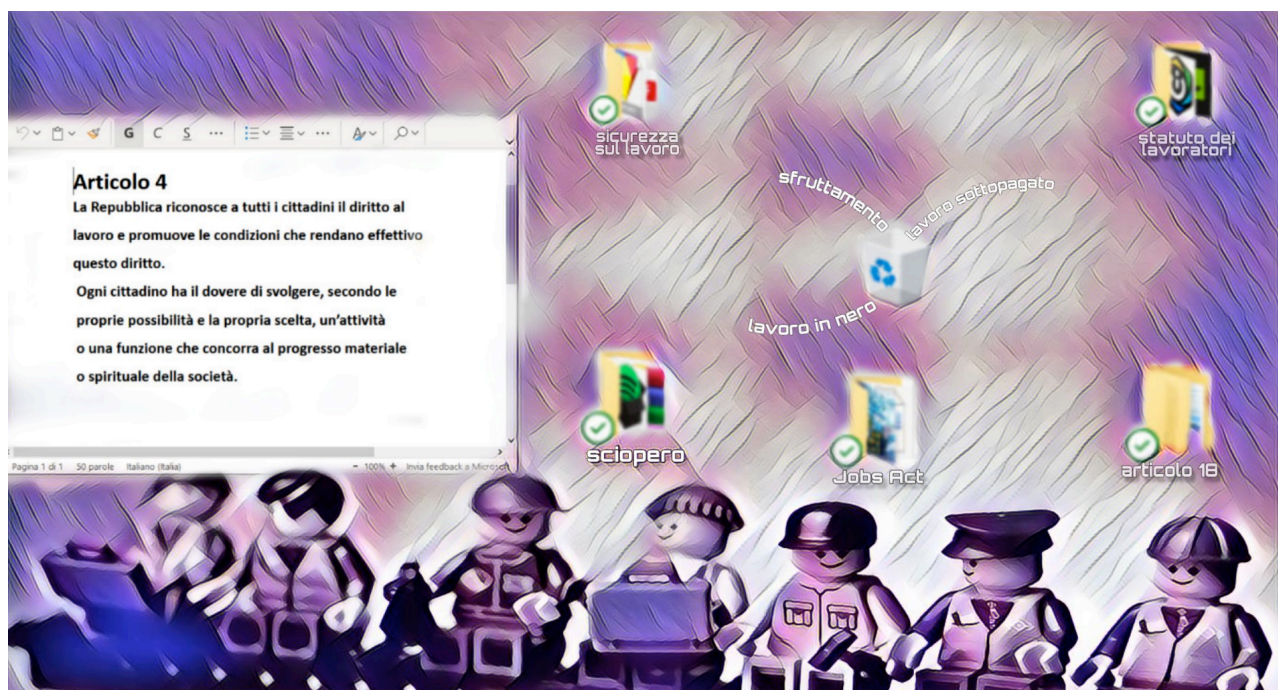 G C S
Articolo 4
La Repubblica riconosce a tutti i cittadini il diritto al
lavoro e promuove le condizioni che rendano effettivo
questo diritto.
Ogni cittadino ha il dovere di svolgere, secondo le
proprie possibilità e la propria scelta, un'attività
o una funzione che concorra al progresso materiale
o spirituale della società.
Pagina 1 di 1 50 parole Italiano (Italia) - 100% + Invia feedback a Microsoft
sicurezza
sul lavoro
statuto dei
lavoratori
sfruttamento
lavoro sottopagato
lavoro in nero
sciopero
Jobs Act
articolo 18